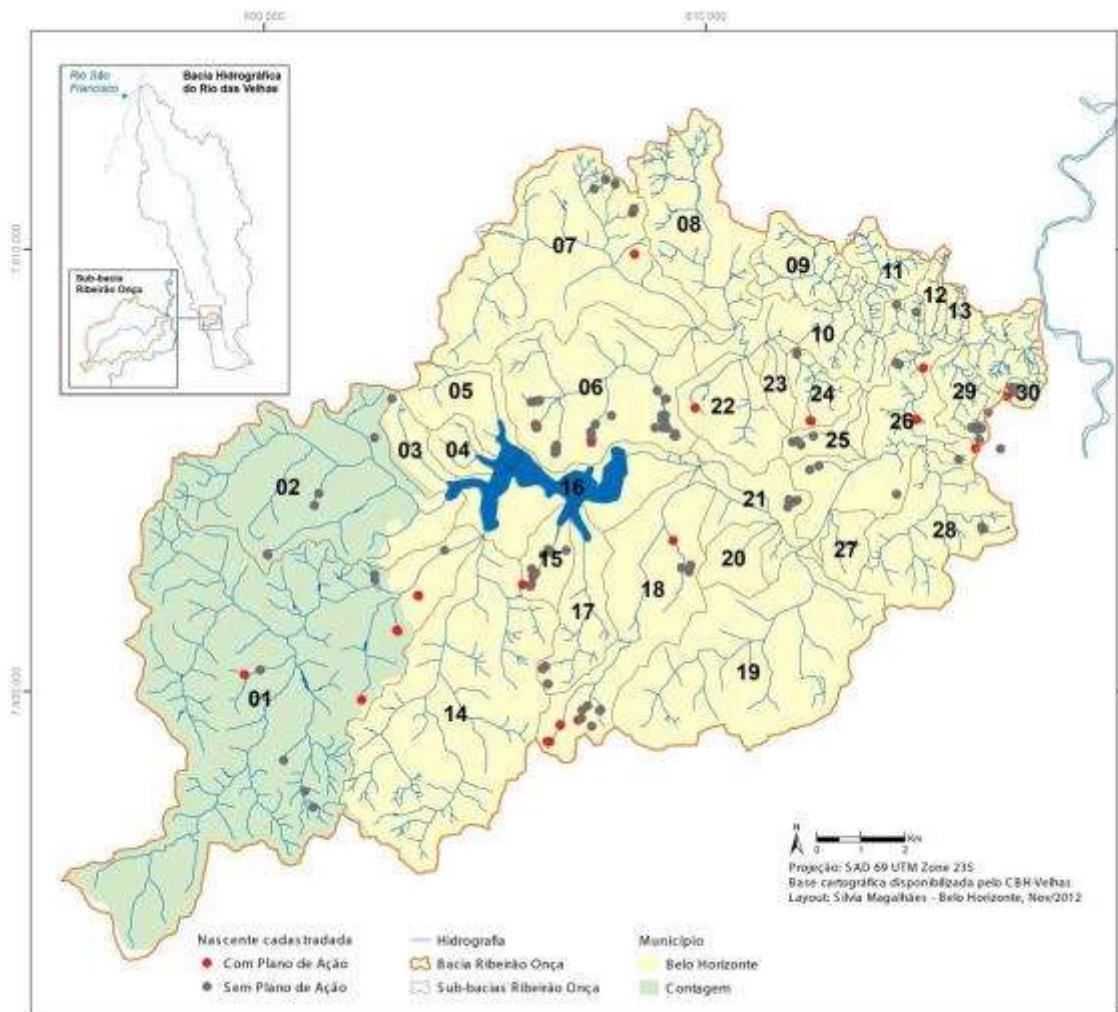 610 000
Rio São
Francisco
Bacia Hidrográfica
do Rio das Velhas
Sub-bacia
Ribeirão Onça
07
08
09
11
12
13
10
05
06
23
24
22
29
30
03
04
26
25
02
16
21
28
15
20
27
18
17
19
01
14
N
0 1 2 Km
Projeção: SAD 69 UTM Zone 23S
Base cartográfica disponibilizada pelo CBH-Velhas
Layout: Silvia Magalhães - Belo Horizonte, Nov/2012
Nascente cadastrada
Com Plano de Ação
Sem Plano de Ação
Hidrografia
Bacia Ribeirão Onça
Sub-bacias Ribeirão Onça
Município
Belo Horizonte
Contagem